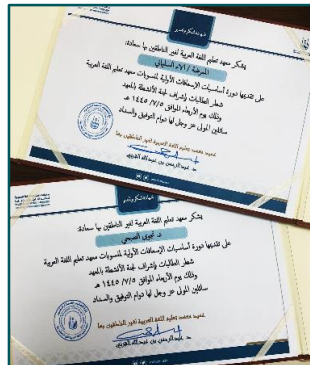 شهادة شكر وتقدير
يشكر معهد تعليم اللغة العربية لغير الناطقين بها سعادة:
الممرضة / آلاء السليماني
على تقديمها دورة أساسيات الإسعافات الأولية لمنسوبات معهد تعليم اللغة العربية
شطر الطالبات بإشراف لجنة الأنشطة بالمعهد
وذلك يوم الأربعاء الموافق ١٤٤٥/٧/٥ هـ
سائلين المولى عز وجل لها دوام التوفيق والسداد
عميد معهد تعليم اللغة العربية لغير الناطقين بها
د. عبدالرحمن بن عبدالله
شهادة شكر وتقدير
يشكر معهد تعليم اللغة العربية لغير الناطقين بها سعادة:
د. نجوى الصبحي
على تقديمها دورة أساسيات الإسعافات الأولية لمنسوبات معهد تعليم اللغة العربية
شطر الطالبات بإشراف لجنة الأنشطة بالمعهد
وذلك يوم الأربعاء الموافق ١٤٤٥/٧/٥ هـ
سائلين المولى عز وجل لها دوام التوفيق والسداد
عميد معهد تعليم اللغة العربية لغير الناطقين بها
د. عبدالرحمن بن عبدالله